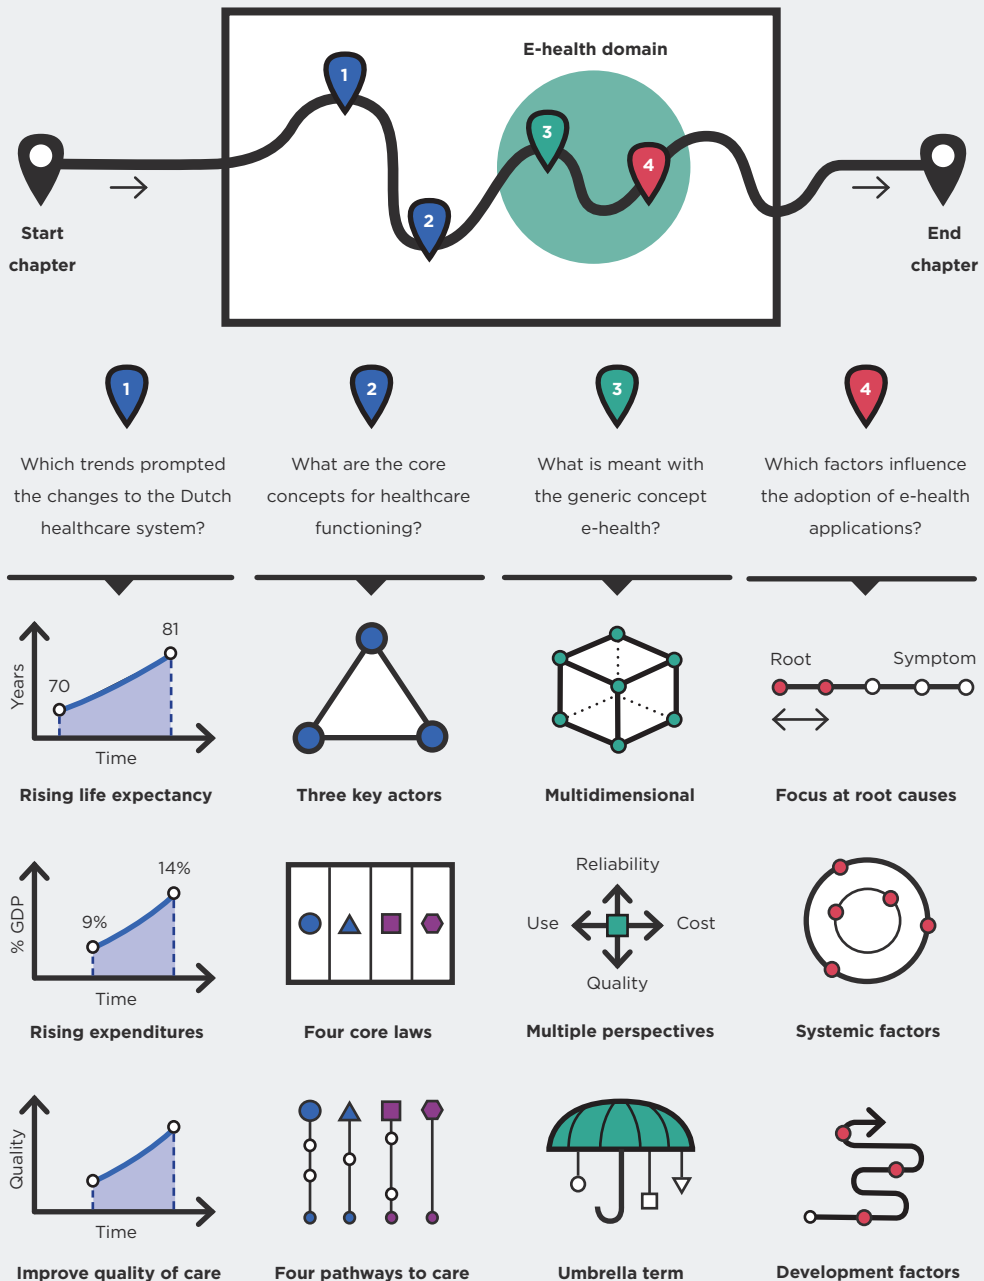 E-health domain
1
2
3
4
Start
chapter
End
chapter
1
2
3
4
Which trends prompted
the changes to the Dutch
healthcare system?
What are the core
concepts for healthcare
functioning?
What is meant with
the generic concept
e-health?
Which factors influence
the adoption of e-health
applications?
Years
70
81
Time
Rising life expectancy
Three key actors
Multidimensional
Root
Symptom
Focus at root causes
% GDP
9%
14%
Time
Rising expenditures
Four core laws
Reliability
Use
Cost
Quality
Multiple perspectives
Systemic factors
Quality
Time
Improve quality of care
Four pathways to care
Umbrella term
Development factors